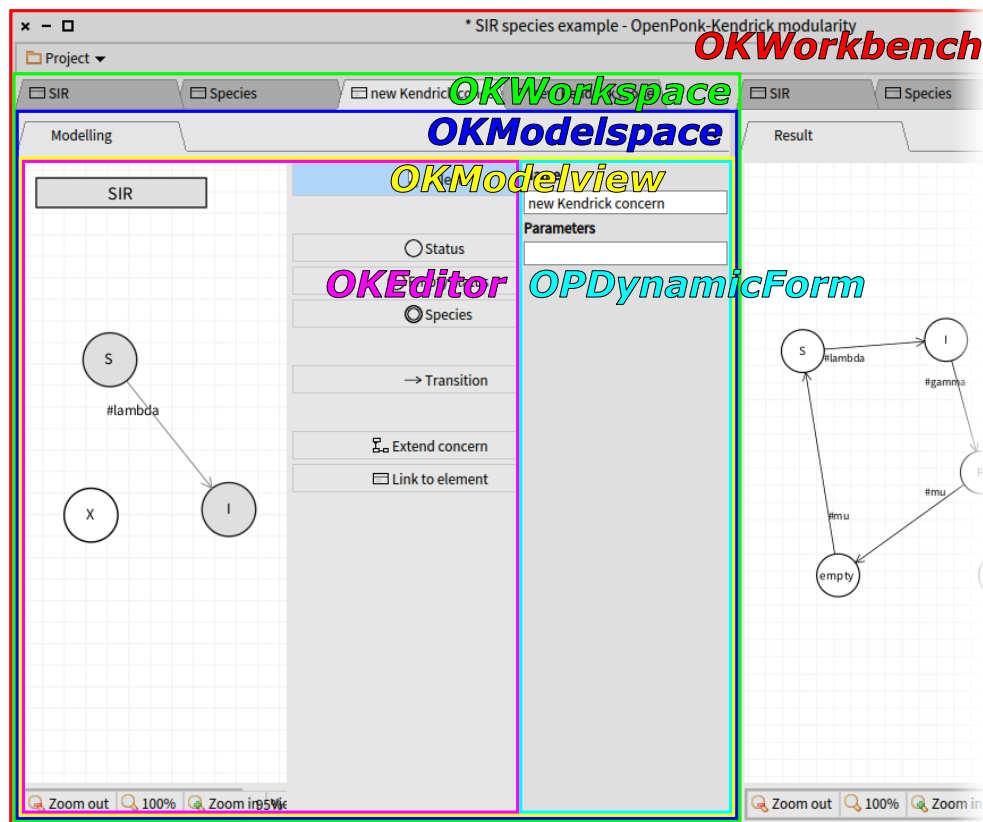 * SIR species example - OpenPonk-Kendrick modularity
OKWorkbench
Project
SIR
Species
new Kendrick
OKWorkspace
SIR
Species
Modelling
OKModelspace
Result
OKModelview
SIR
new Kendrick concern
Parameters
Status
OKEditor
OPDynamicForm
Species
S
#lambda
Transition
Extend concern
Link to element
X
I
S
#lambda
I
#gamma
R
#mu
#mu
empty
Zoom out
100%
Zoom in
95%
Zoom out
100%
Zoom in